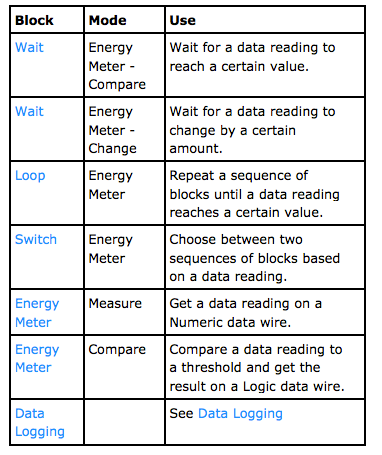 Block Mode Use
Wait Energy Wait for a data reading to
Meter - reach a certain value.
Compare
Wait Energy Wait for a data reading to
Meter - change by a certain
Change amount.
Loop Energy Repeat a sequence of
Meter blocks until a data reading
reaches a certain value.
Switch Energy Choose between two
Meter sequences of blocks based
on a data reading.
Energy Measure Get a data reading on a
Meter Numeric data wire.
Energy Compare Compare a data reading to
Meter a threshold and get the
result on a Logic data wire.
Data See Data Logging
Logging